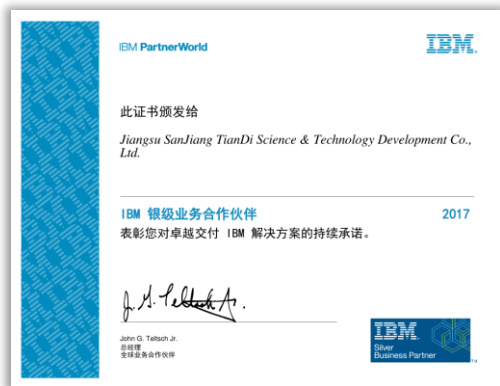 IBM PartnerWorld
IBM.
此证书颁发给
Jiangsu SanJiang TianDi Science & Technology Development Co.,
Ltd.
IBM 银级业务合作伙伴 2017
表彰您对卓越交付 IBM 解决方案的持续承诺。
J. G. Teltsch Jr.
John G. Teltsch Jr.
总经理
全球业务合作伙伴
IBM
Silver
Business Partner